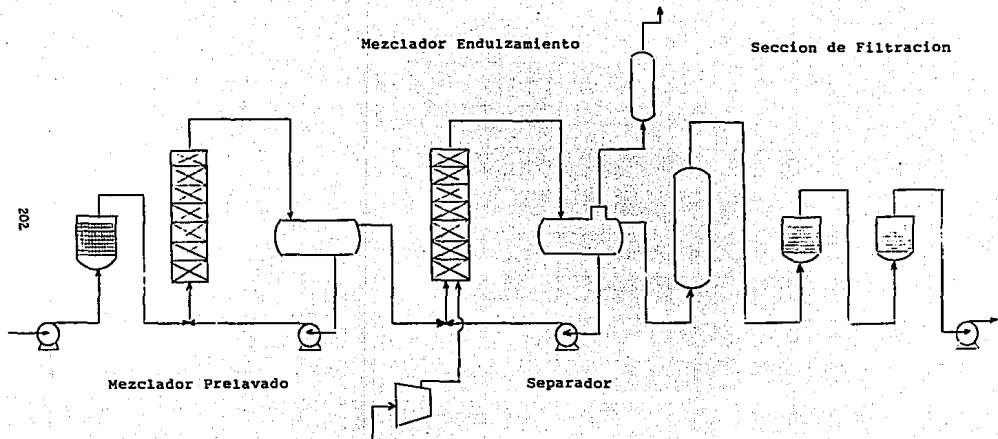 Mezclador Endulzamiento
Seccion de Filtracion
202
Mezclador Prelavado
Separador